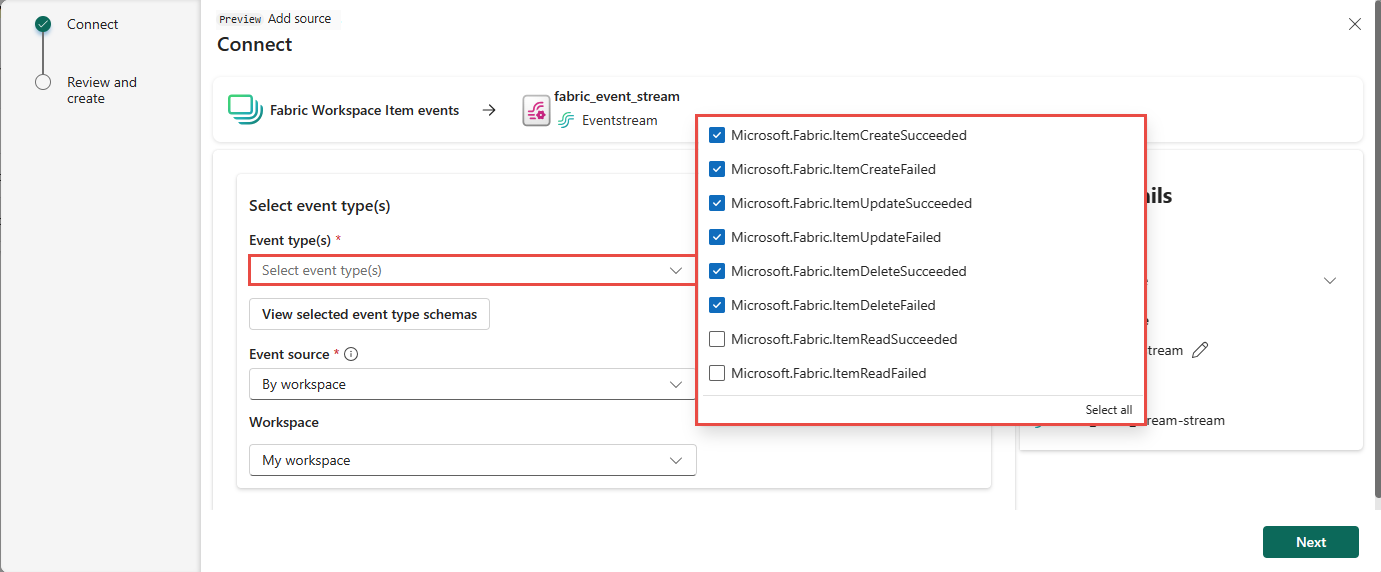 Connect
Review and
create
Preview Add source
Connect
Fabric Workspace Item events
fabric_event_stream
Eventstream
Select event type(s)
Event type(s) *
Select event type(s)
View selected event type schemas
Event source *
By workspace
Workspace
My workspace
Microsoft.Fabric.ItemCreateSucceeded
Microsoft.Fabric.ItemCreateFailed
Microsoft.Fabric.ItemUpdateSucceeded
Microsoft.Fabric.ItemUpdateFailed
Microsoft.Fabric.ItemDeleteSucceeded
Microsoft.Fabric.ItemDeleteFailed
Microsoft.Fabric.ItemReadSucceeded
Microsoft.Fabric.ItemReadFailed
Select all
ails
tream
ream-stream
Next